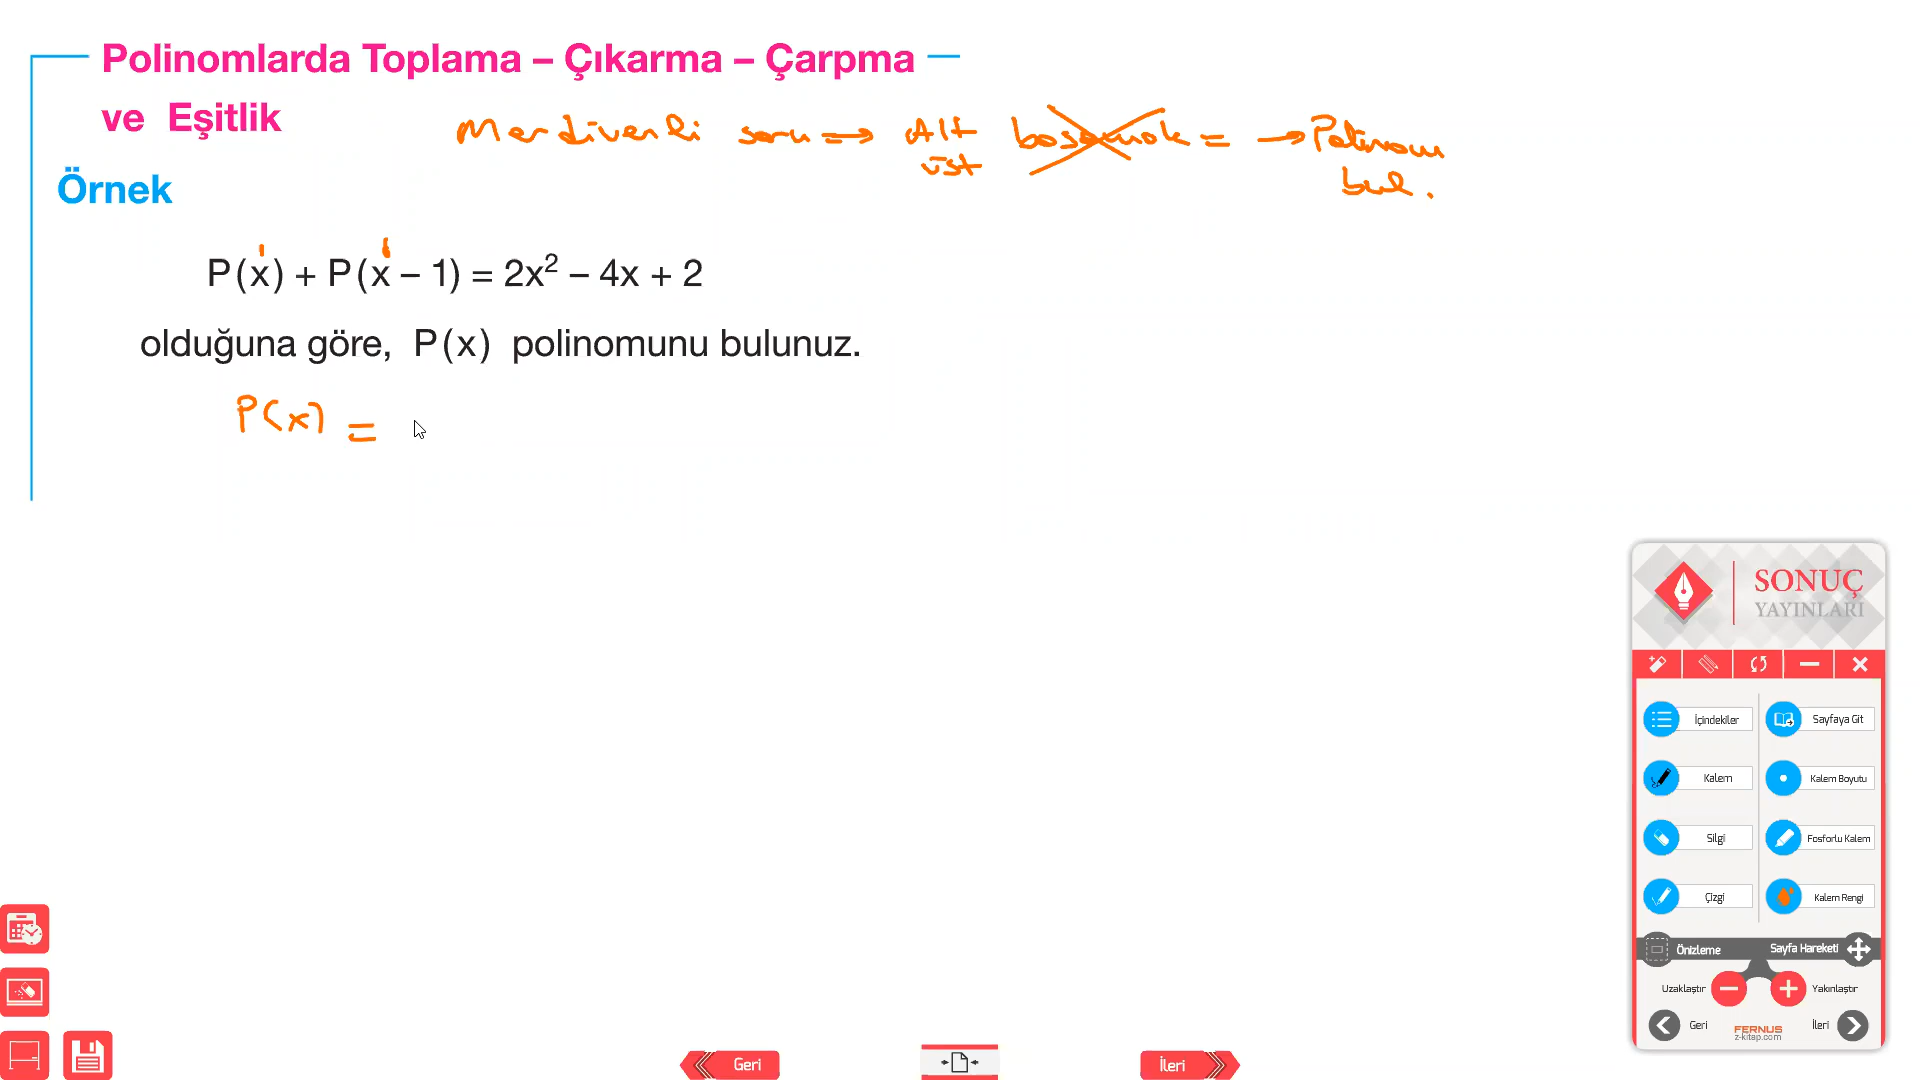 Polinomlarda Toplama – Çıkarma – Çarpma
ve Eşitlik
Merdivenli soru ⇒ Alt basamak = → Polinom
üst bul.
Örnek
P(x) + P(x – 1) = 2x² – 4x + 2
olduğuna göre, P(x) polinomunu bulunuz.
P(x) =
SONUÇ
YAYINLARI
İçindekiler
Sayfaya Git
Kalem
Kalem Boyutu
Silgi
Fosforlu Kalem
Çizgi
Kalem Rengi
Önizleme
Sayfa Hareketi
Uzaklaştır
Yakınlaştır
Geri
FERNUS
z-kitap.com
İleri
Geri
İleri